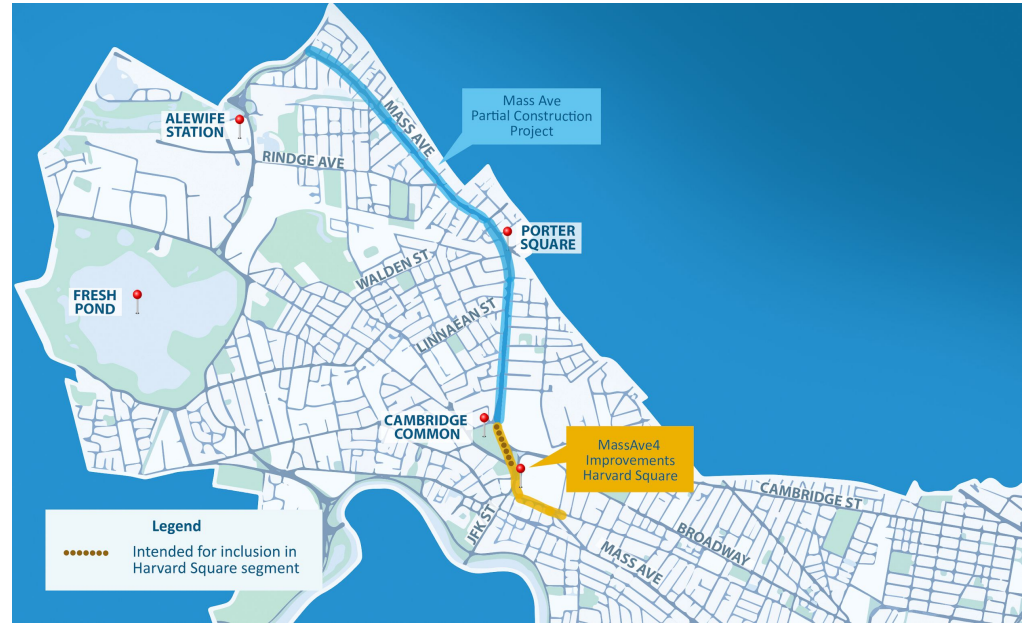 Mass Ave
Partial Construction
Project
MASS AVE
ALEWIFE
STATION
RINDGE AVE
PORTER
SQUARE
WALDEN ST
FRESH
POND
LINNAEAN ST
CAMBRIDGE
COMMON
MassAve4
Improvements
Harvard Square
CAMBRIDGE ST
BROADWAY
JFK ST
MASS AVE
Legend
Intended for inclusion in
Harvard Square segment